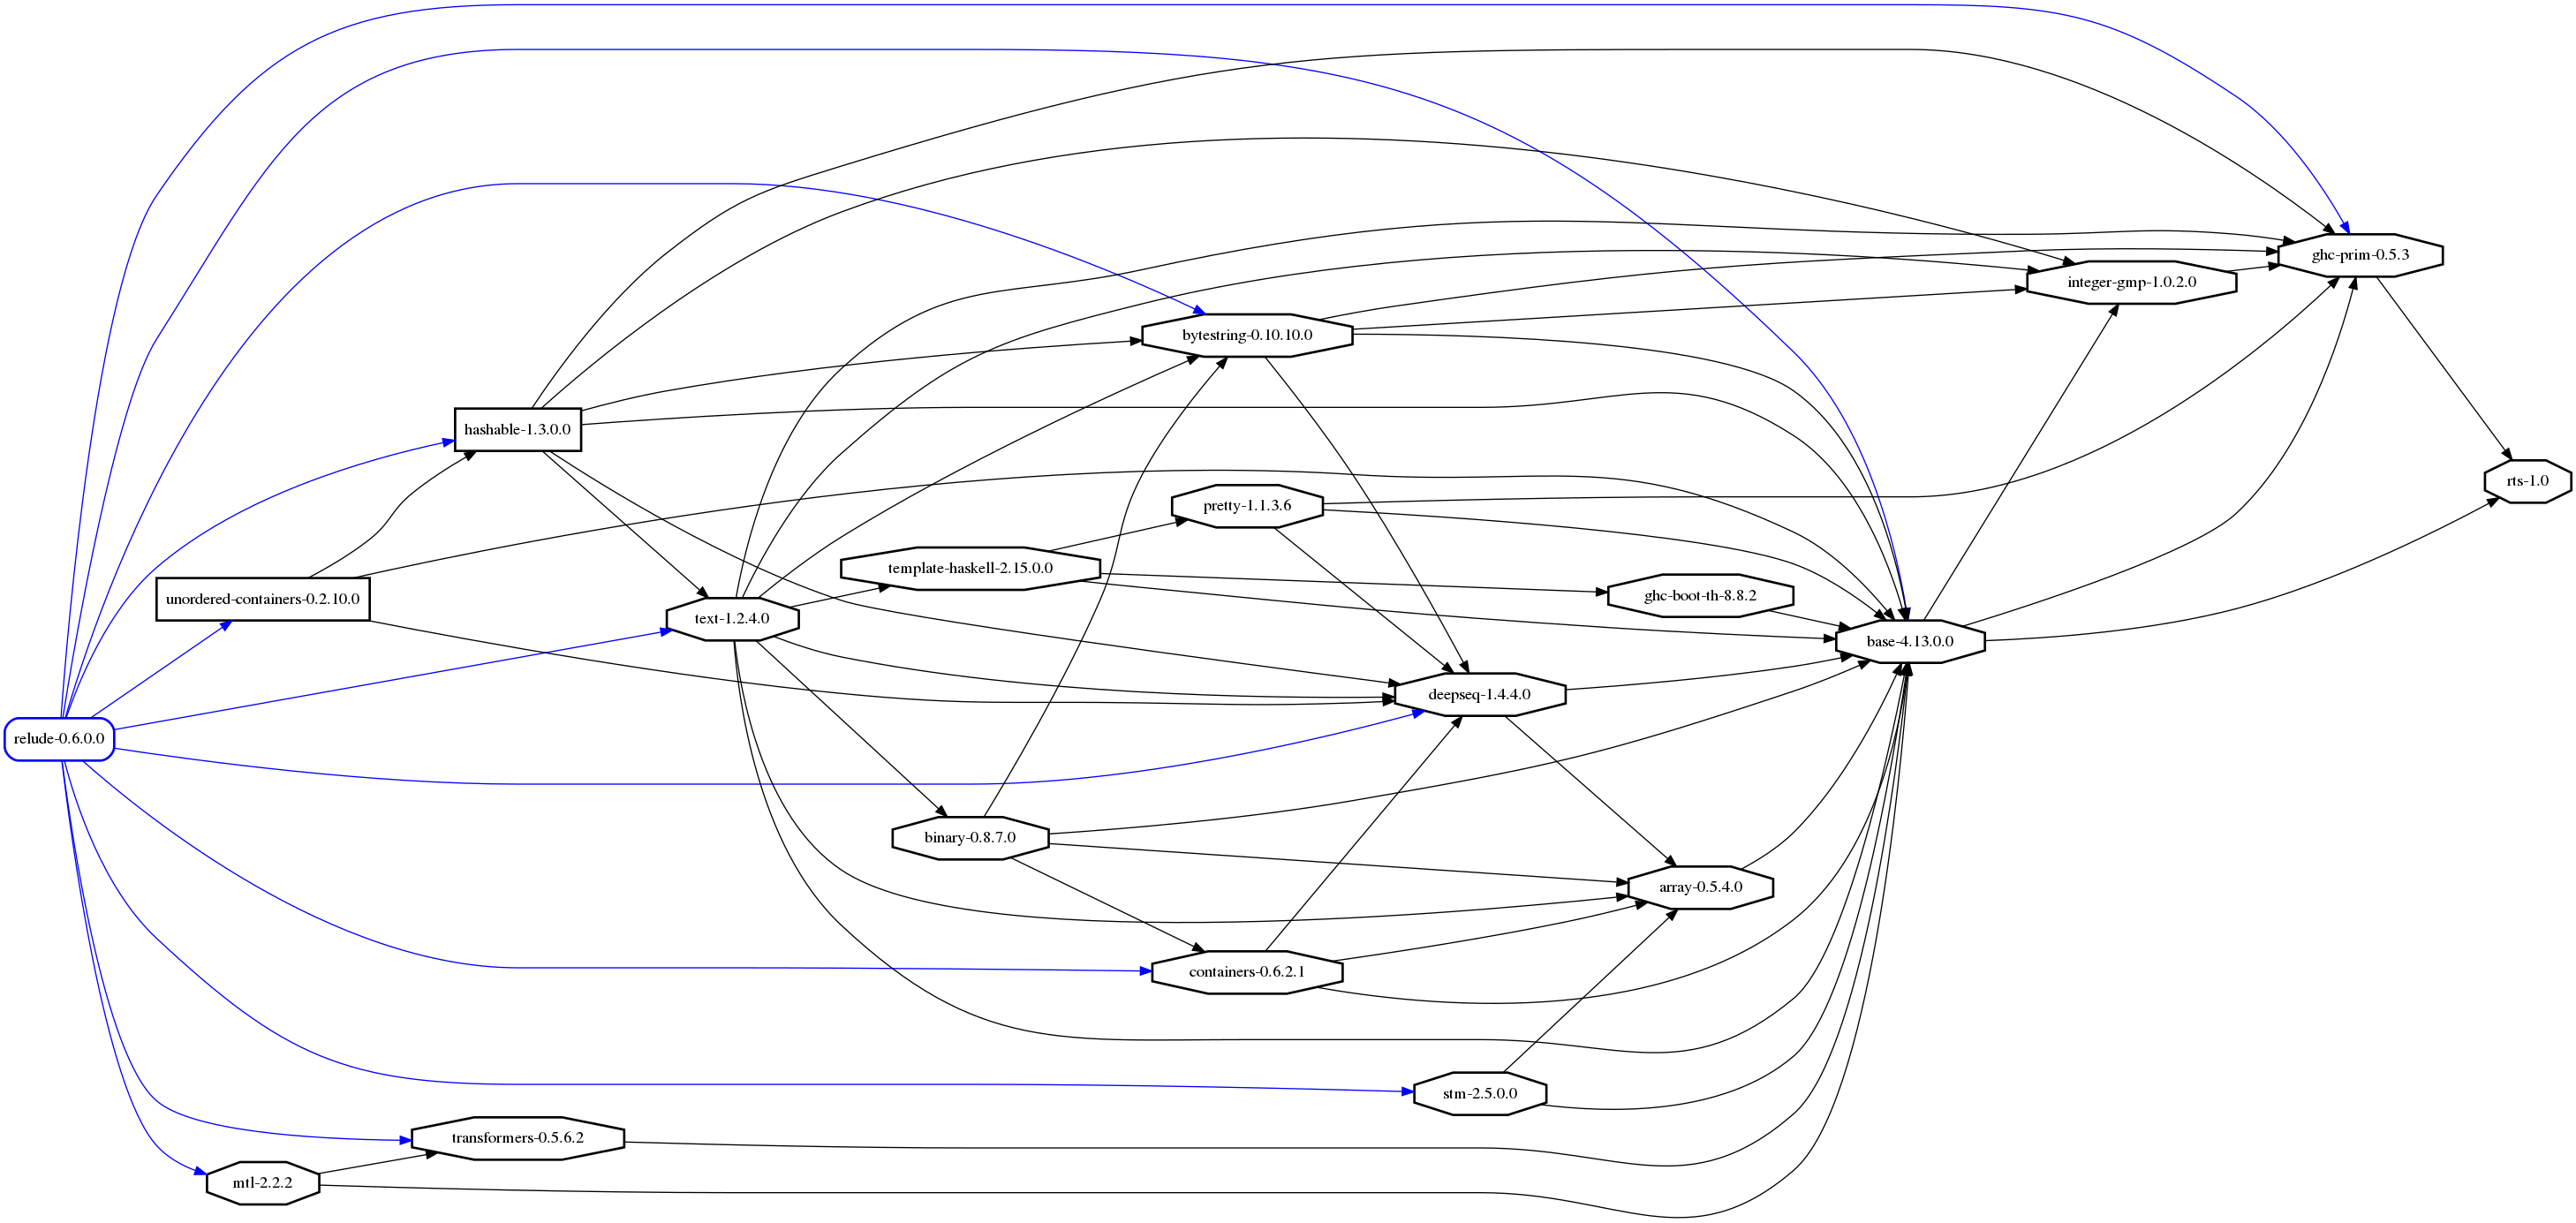 ghc-prim-0.5.3
integer-gmp-1.0.2.0
bytestring-0.10.10.0
hashable-1.3.0.0
rts-1.0
pretty-1.1.3.6
template-haskell-2.15.0.0
ghc-boot-th-8.8.2
unordered-containers-0.2.10.0
text-1.2.4.0
base-4.13.0.0
deepseq-1.4.4.0
relude-0.6.0.0
binary-0.8.7.0
array-0.5.4.0
containers-0.6.2.1
stm-2.5.0.0
transformers-0.5.6.2
mtl-2.2.2